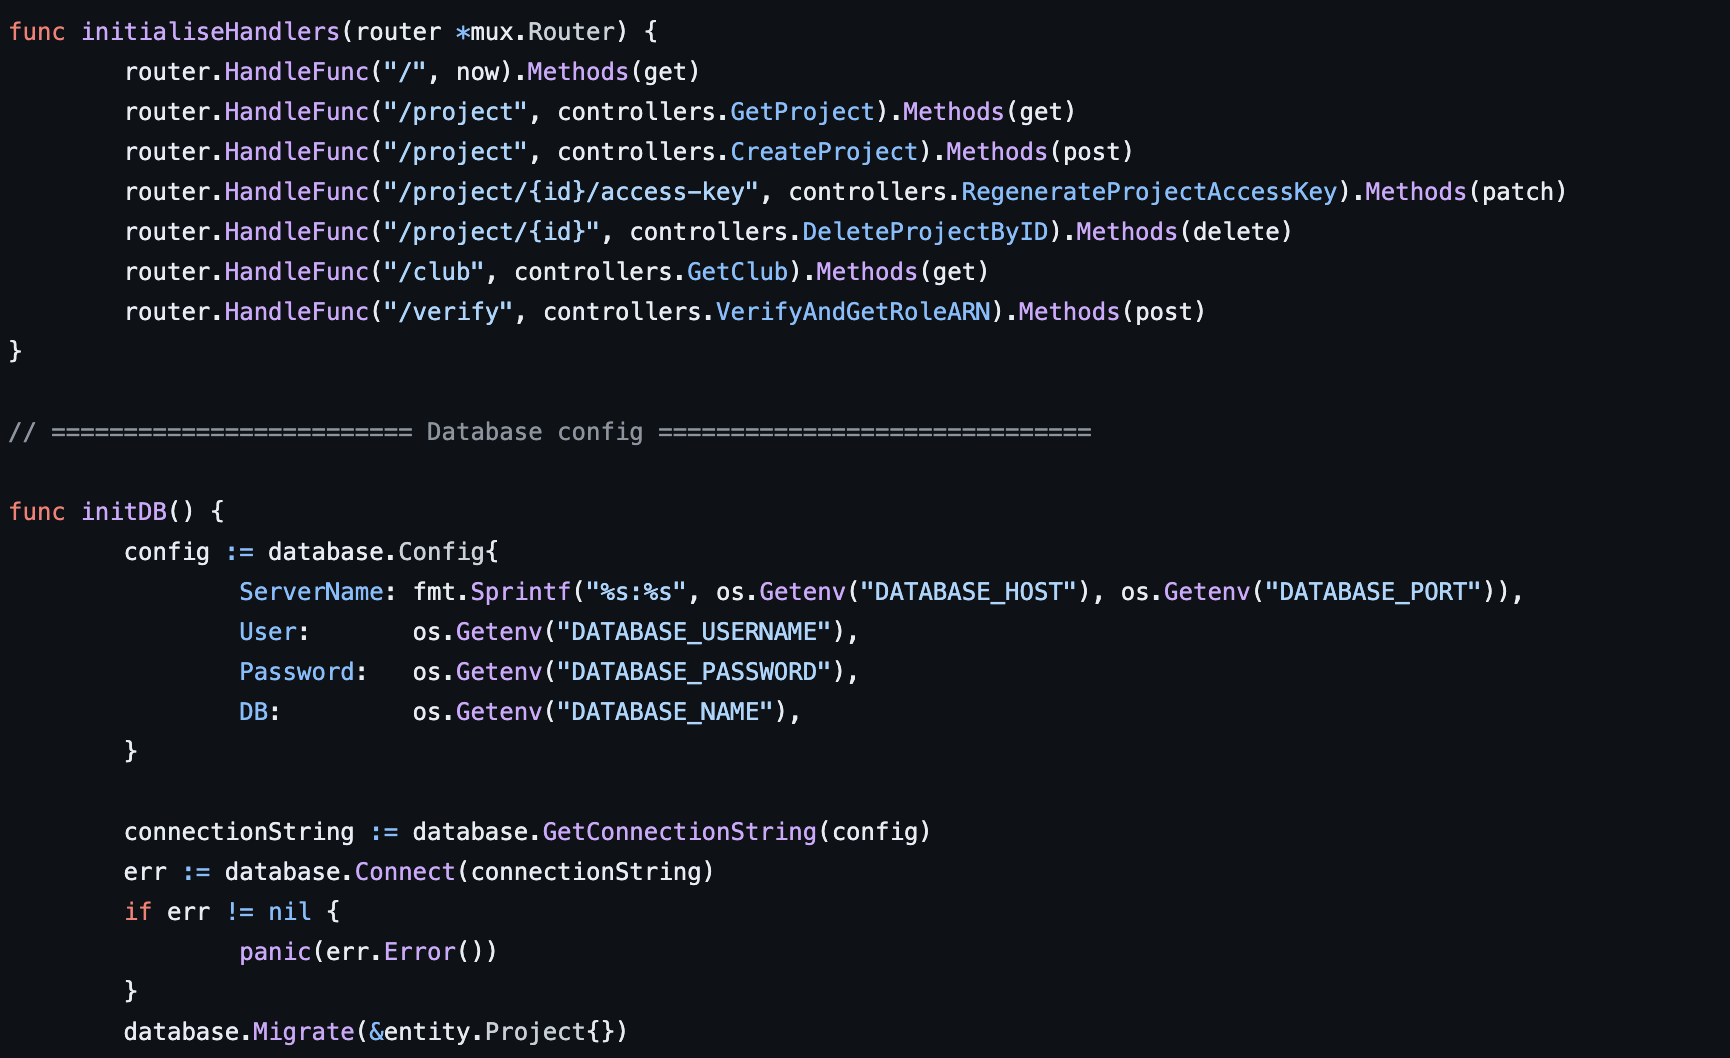 func initialiseHandlers(router *mux.Router) {
        router.HandleFunc("/", now).Methods(get)
        router.HandleFunc("/project", controllers.GetProject).Methods(get)
        router.HandleFunc("/project", controllers.CreateProject).Methods(post)
        router.HandleFunc("/project/{id}/access-key", controllers.RegenerateProjectAccessKey).Methods(patch)
        router.HandleFunc("/project/{id}", controllers.DeleteProjectByID).Methods(delete)
        router.HandleFunc("/club", controllers.GetClub).Methods(get)
        router.HandleFunc("/verify", controllers.VerifyAndGetRoleARN).Methods(post)
}
// ========================= Database config ==============================
func initDB() {
        config := database.Config{
                ServerName: fmt.Sprintf("%s:%s", os.Getenv("DATABASE_HOST"), os.Getenv("DATABASE_PORT")),
                User:       os.Getenv("DATABASE_USERNAME"),
                Password:   os.Getenv("DATABASE_PASSWORD"),
                DB:         os.Getenv("DATABASE_NAME"),
        }
        connectionString := database.GetConnectionString(config)
        err := database.Connect(connectionString)
        if err != nil {
                panic(err.Error())
        }
        database.Migrate(&entity.Project{})